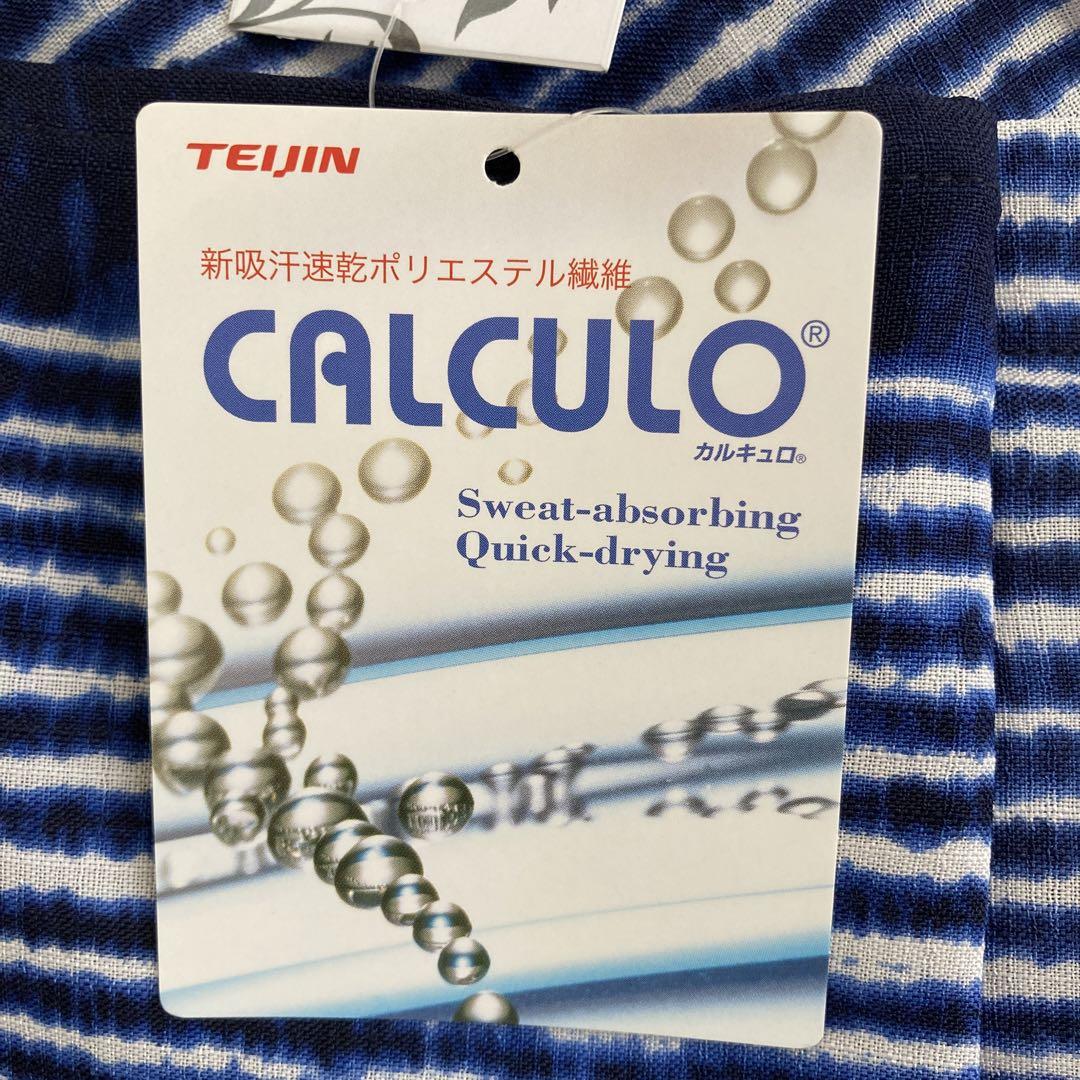 TEIJIN
新吸汗速乾ポリエステル繊維
CALCULO®
カルキュロ®
Sweat-absorbing
Quick-drying